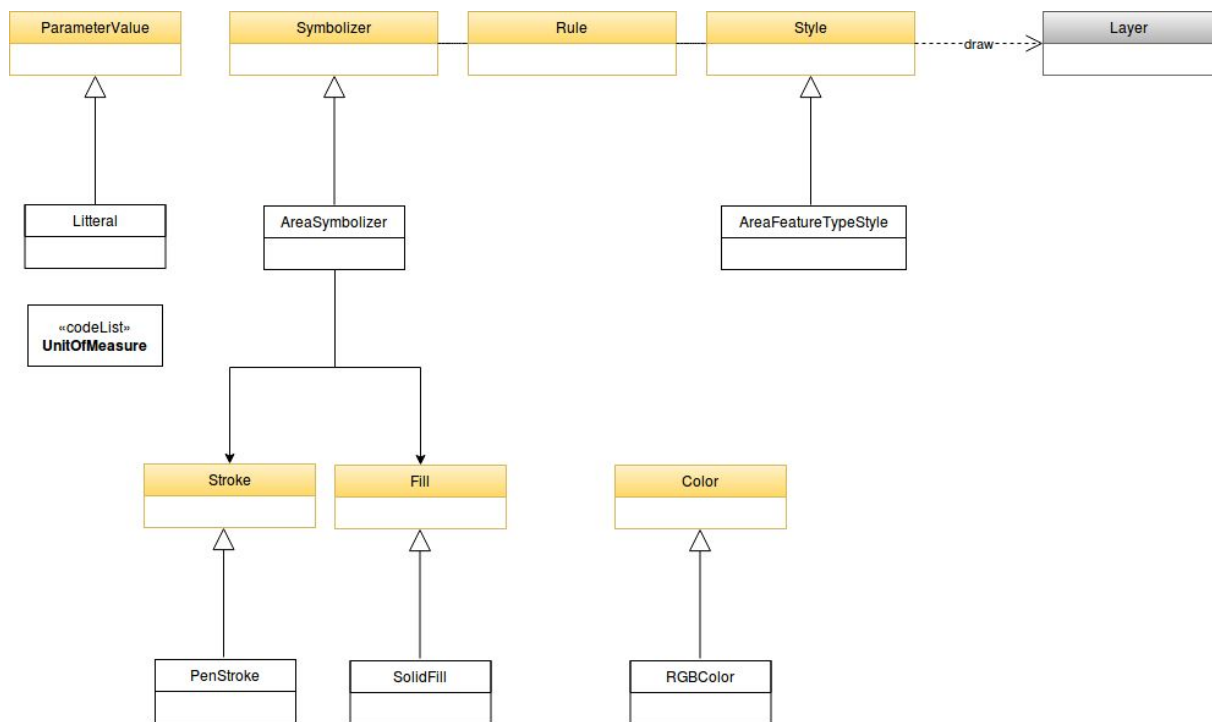 ParameterValue
Symbolizer
Rule
Style
draw
Layer
Litteral
AreaSymbolizer
AreaFeatureTypeStyle
«codeList»
UnitOfMeasure
Stroke
Fill
Color
PenStroke
SolidFill
RGBColor